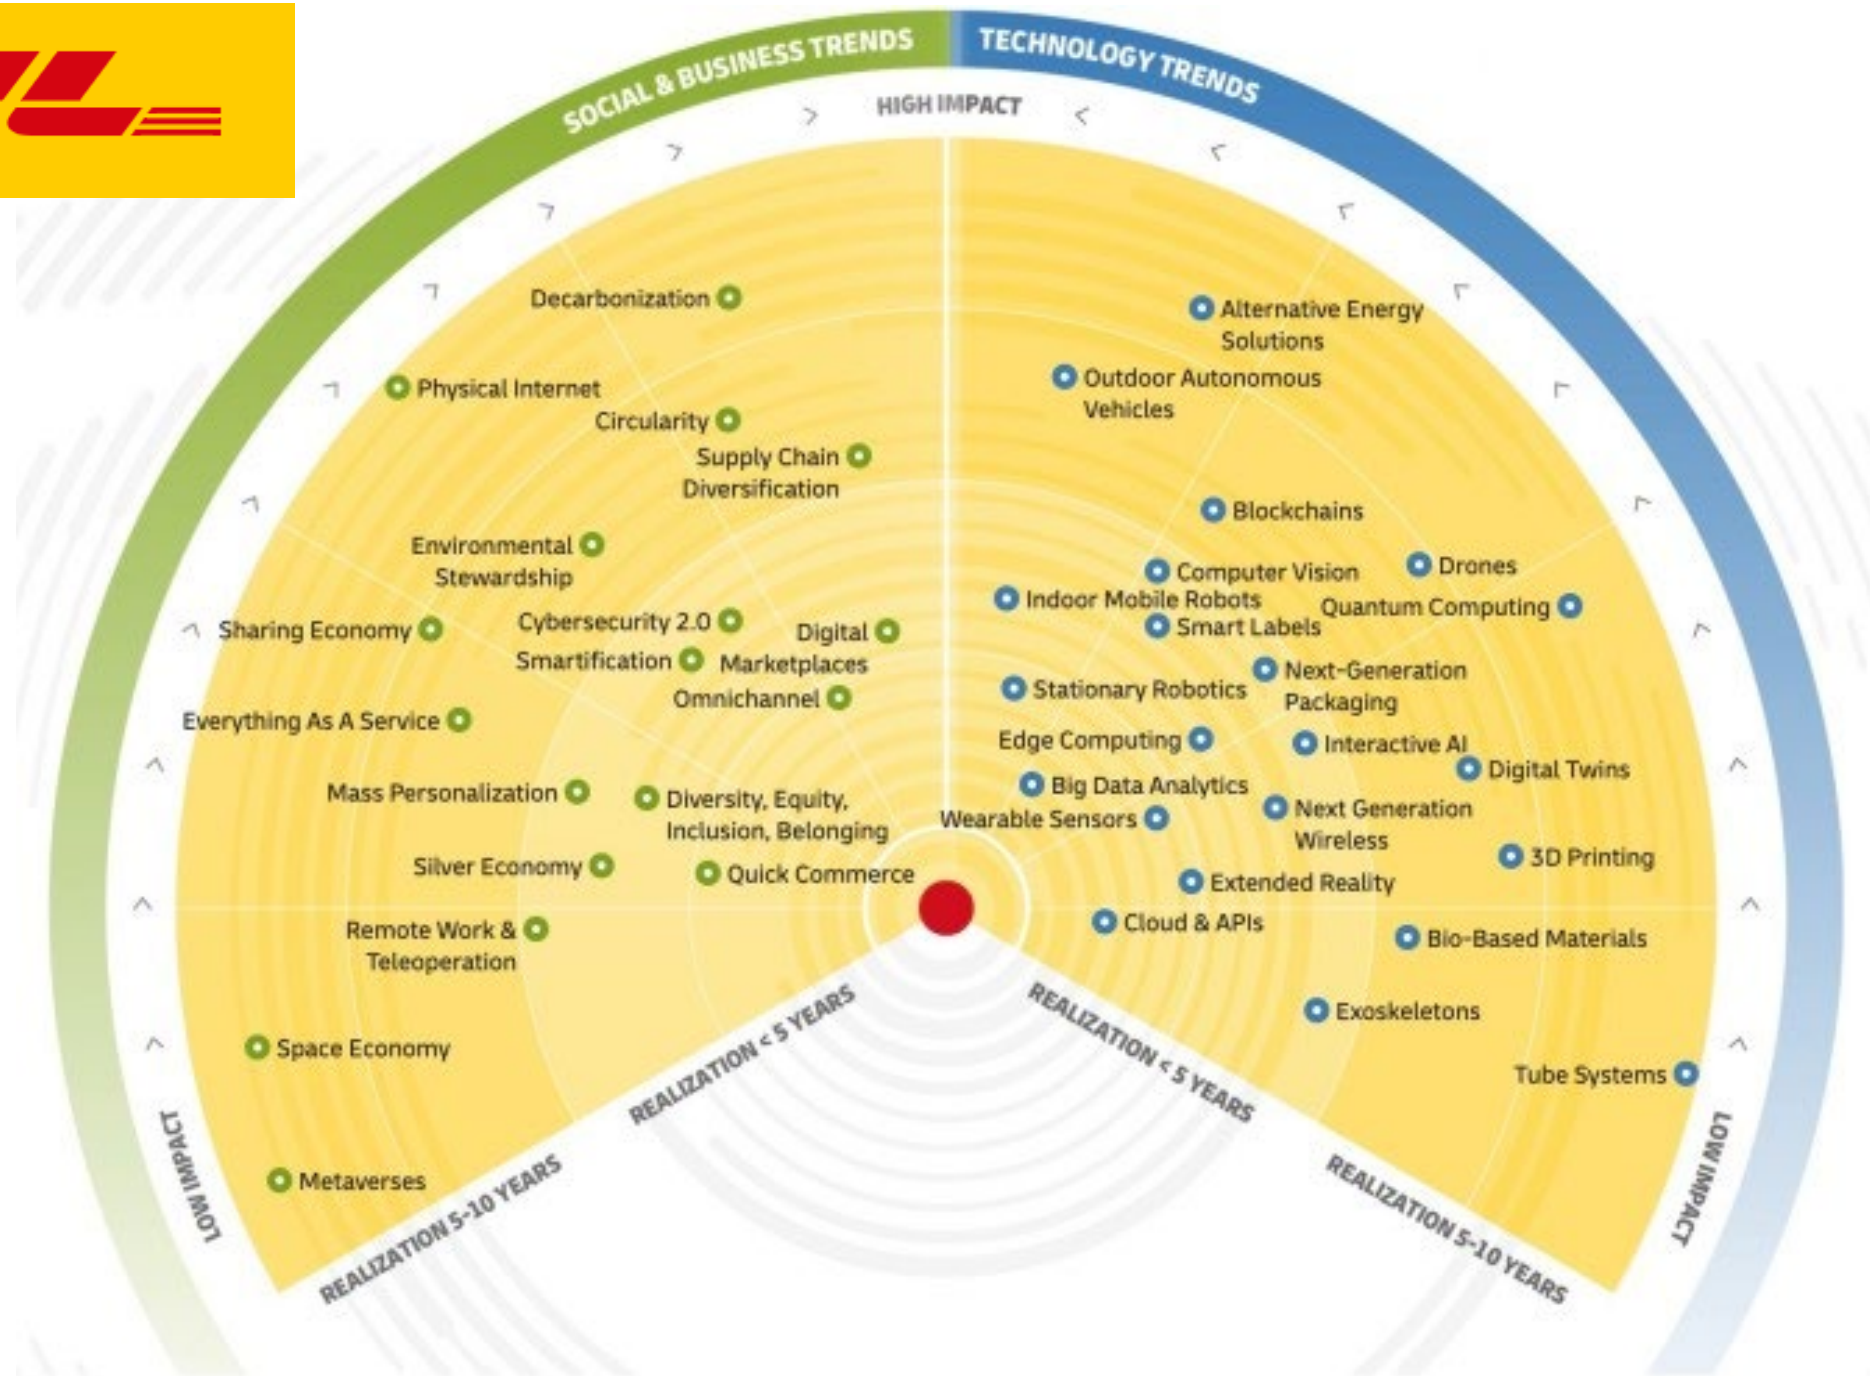 SOCIAL & BUSINESS TRENDS
TECHNOLOGY TRENDS
HIGH IMPACT
Decarbonization
Physical Internet
Circularity
Supply Chain
Diversification
Environmental
Stewardship
Sharing Economy
Cybersecurity 2.0
Digital
Marketplaces
Smartification
Omnichannel
Everything As A Service
Mass Personalization
Diversity, Equity,
Inclusion, Belonging
Silver Economy
Quick Commerce
Remote Work &
Teleoperation
Space Economy
Metaverses
Alternative Energy
Solutions
Outdoor Autonomous
Vehicles
Blockchains
Computer Vision
Drones
Indoor Mobile Robots
Quantum Computing
Smart Labels
Next-Generation
Packaging
Stationary Robotics
Edge Computing
Interactive AI
Digital Twins
Big Data Analytics
Wearable Sensors
Next Generation
Wireless
3D Printing
Extended Reality
Cloud & APIs
Bio-Based Materials
Exoskeletons
Tube Systems
LOW IMPACT
REALIZATION 5-10 YEARS
REALIZATION < 5 YEARS
REALIZATION < 5 YEARS
REALIZATION 5-10 YEARS
LOW IMPACT